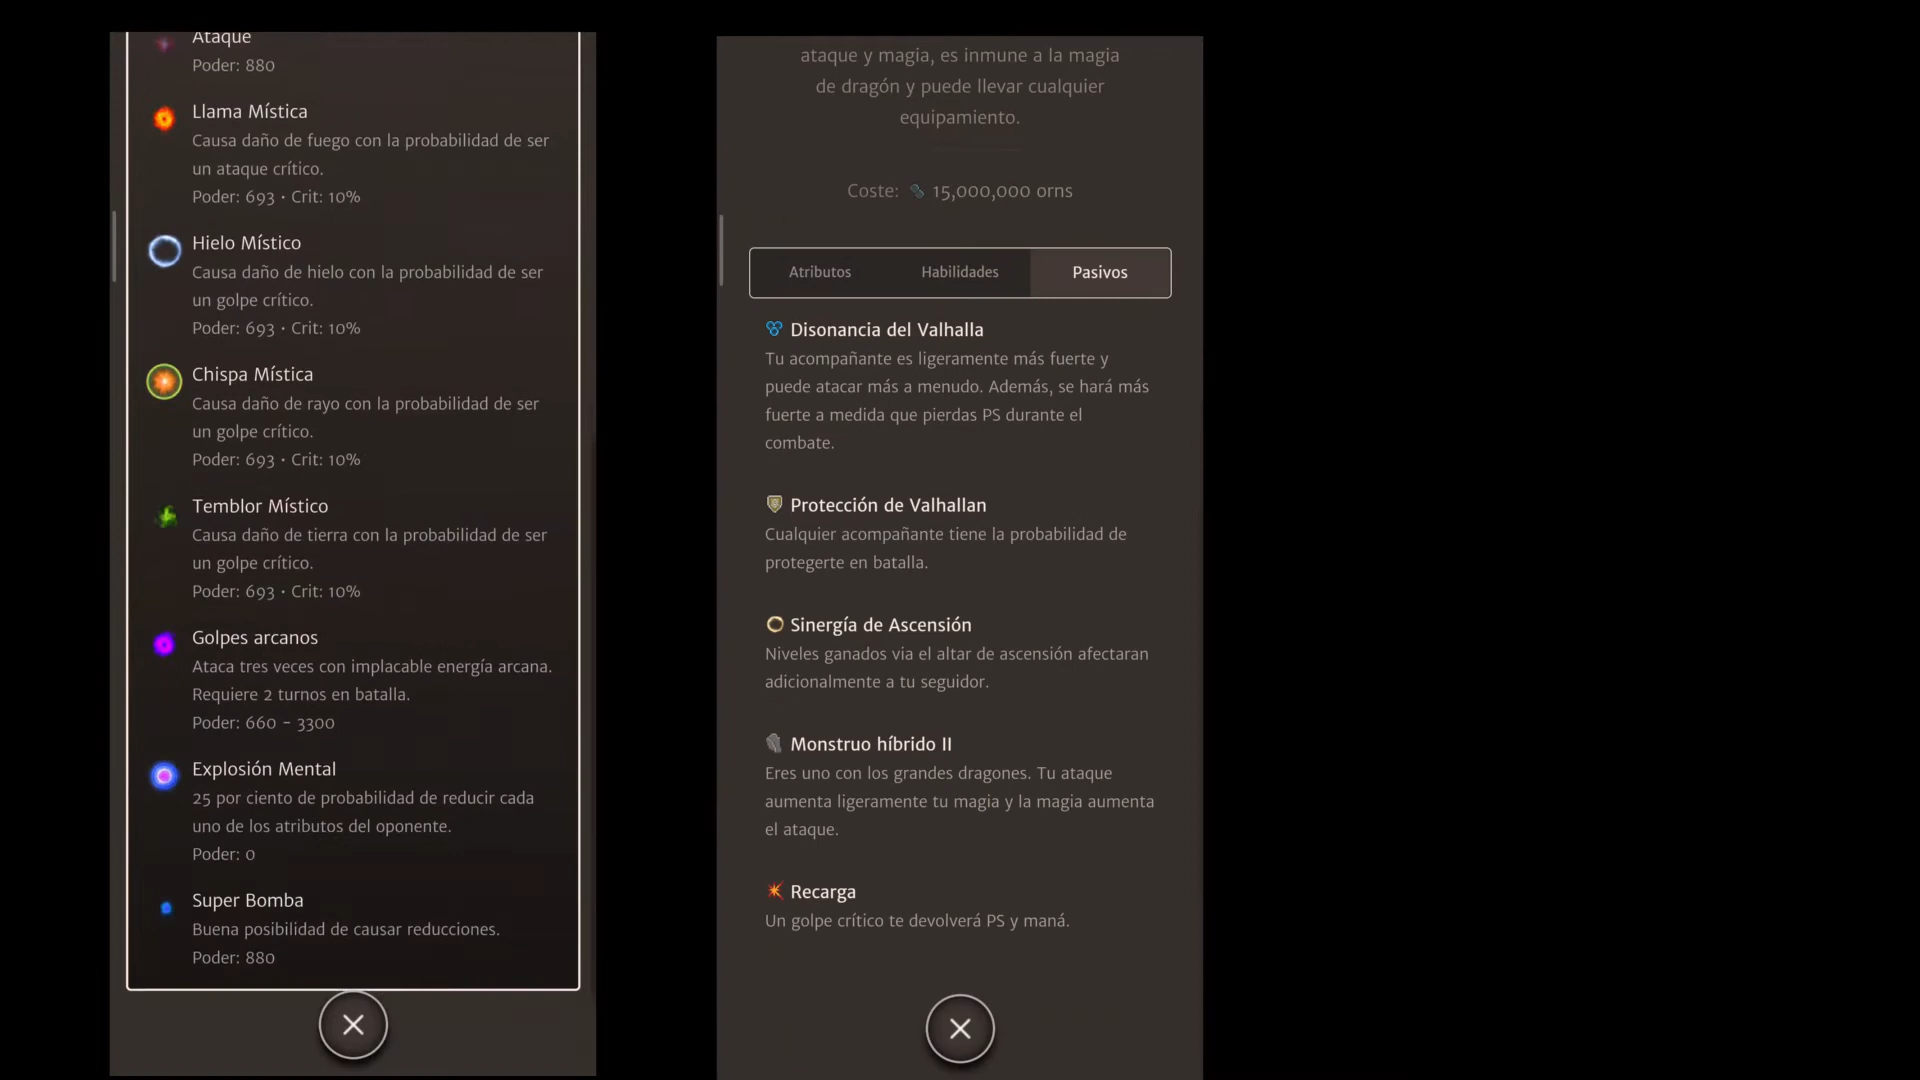 Ataque
Poder: 880
Llama Mística
Causa daño de fuego con la probabilidad de ser
un ataque crítico.
Poder: 693 • Crit: 10%
Hielo Místico
Causa daño de hielo con la probabilidad de ser
un golpe crítico.
Poder: 693 • Crit: 10%
Chispa Mística
Causa daño de rayo con la probabilidad de ser
un golpe crítico.
Poder: 693 • Crit: 10%
Temblor Místico
Causa daño de tierra con la probabilidad de ser
un golpe crítico.
Poder: 693 • Crit: 10%
Golpes arcanos
Ataca tres veces con implacable energía arcana.
Requiere 2 turnos en batalla.
Poder: 660 - 3300
Explosión Mental
25 por ciento de probabilidad de reducir cada
uno de los atributos del oponente.
Poder: 0
Super Bomba
Buena posibilidad de causar reducciones.
Poder: 880
ataque y magia, es inmune a la magia
de dragón y puede llevar cualquier
equipamiento.
Coste: 15,000,000 orns
Atributos Habilidades Pasivos
Disonancia del Valhalla
Tu acompañante es ligeramente más fuerte y
puede atacar más a menudo. Además, se hará más
fuerte a medida que pierdas PS durante el
combate.
Protección de Valhallan
Cualquier acompañante tiene la probabilidad de
protegerte en batalla.
Sinergía de Ascensión
Niveles ganados via el altar de ascensión afectaran
adicionalmente a tu seguidor.
Monstruo híbrido II
Eres uno con los grandes dragones. Tu ataque
aumenta ligeramente tu magia y la magia aumenta
el ataque.
Recarga
Un golpe crítico te devolverá PS y maná.